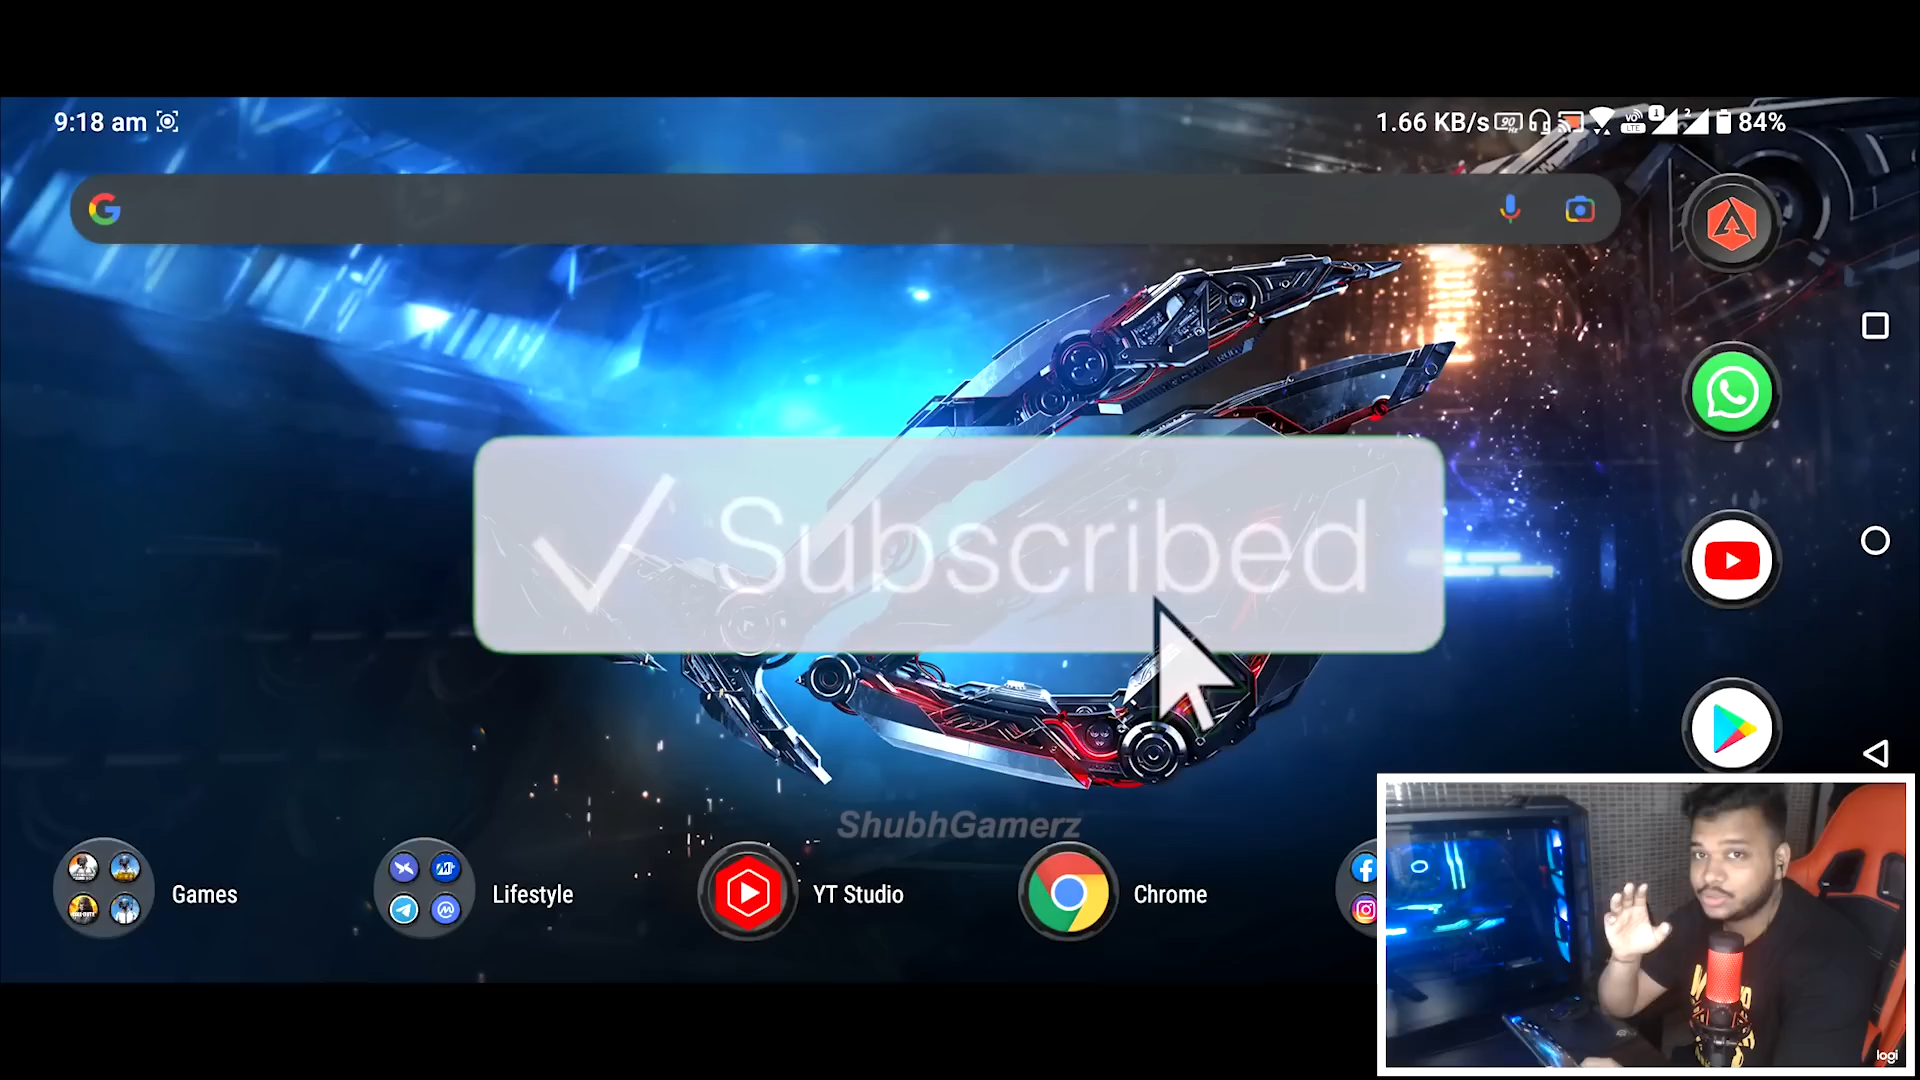 9:18 am
1.66 KB/s 84%
Subscribed
ShubhGamerz
Games
Lifestyle
YT Studio
Chrome
logi